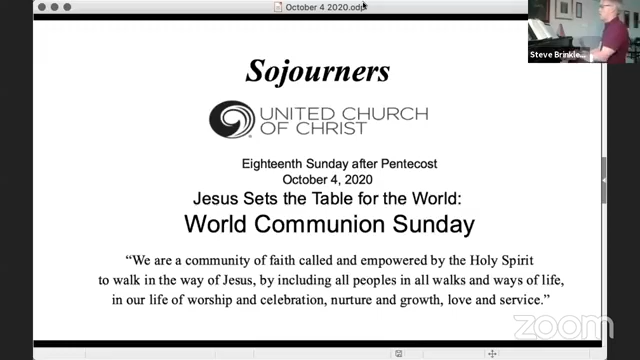 October 4 2020.odp
Steve Brinkle...
Sojourners
UNITED CHURCH
OF CHRIST
Eighteenth Sunday after Pentecost
October 4, 2020
Jesus Sets the Table for the World:
World Communion Sunday
“We are a community of faith called and empowered by the Holy Spirit
to walk in the way of Jesus, by including all peoples in all walks and ways of life,
in our life of worship and celebration, nurture and growth, love and service.”
zoom